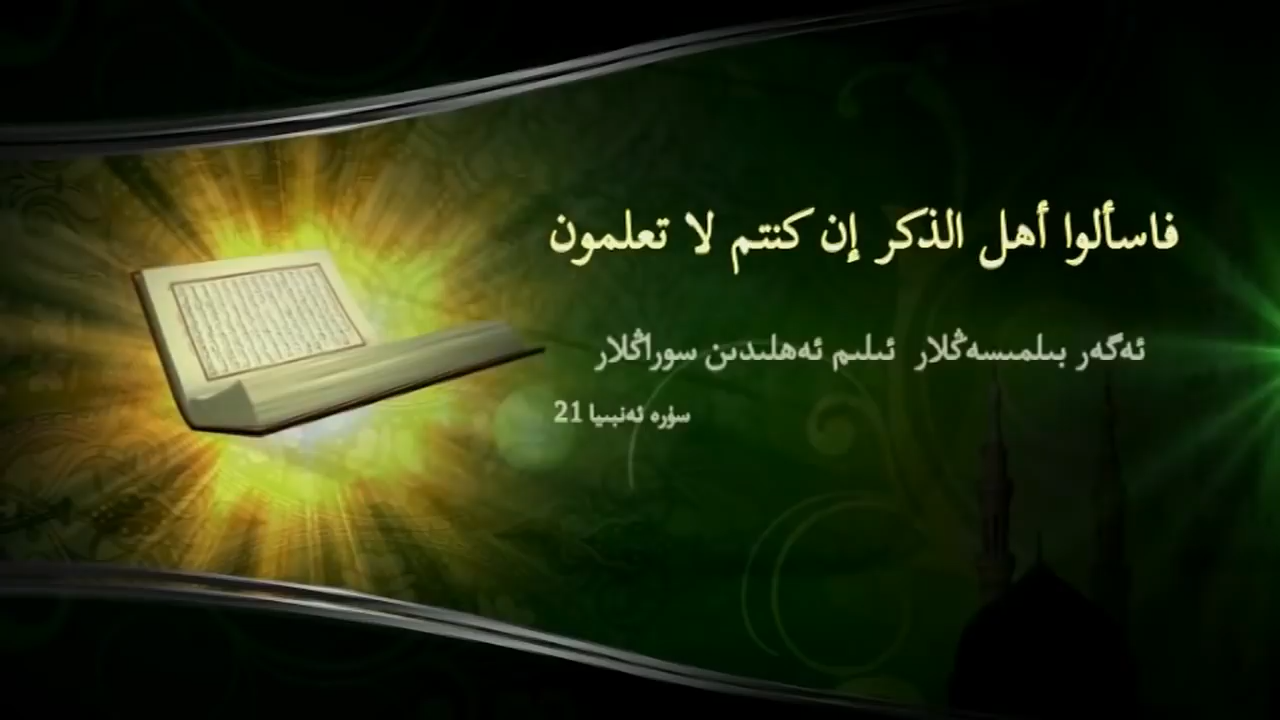 فاسألوا أهل الذكر إن كنتم لا تعلمون
ئەگەر بىلمىسەڭلار ئىلىم ئەھلىدىن سوراڭلار
سۈرە ئەنبىيا 21